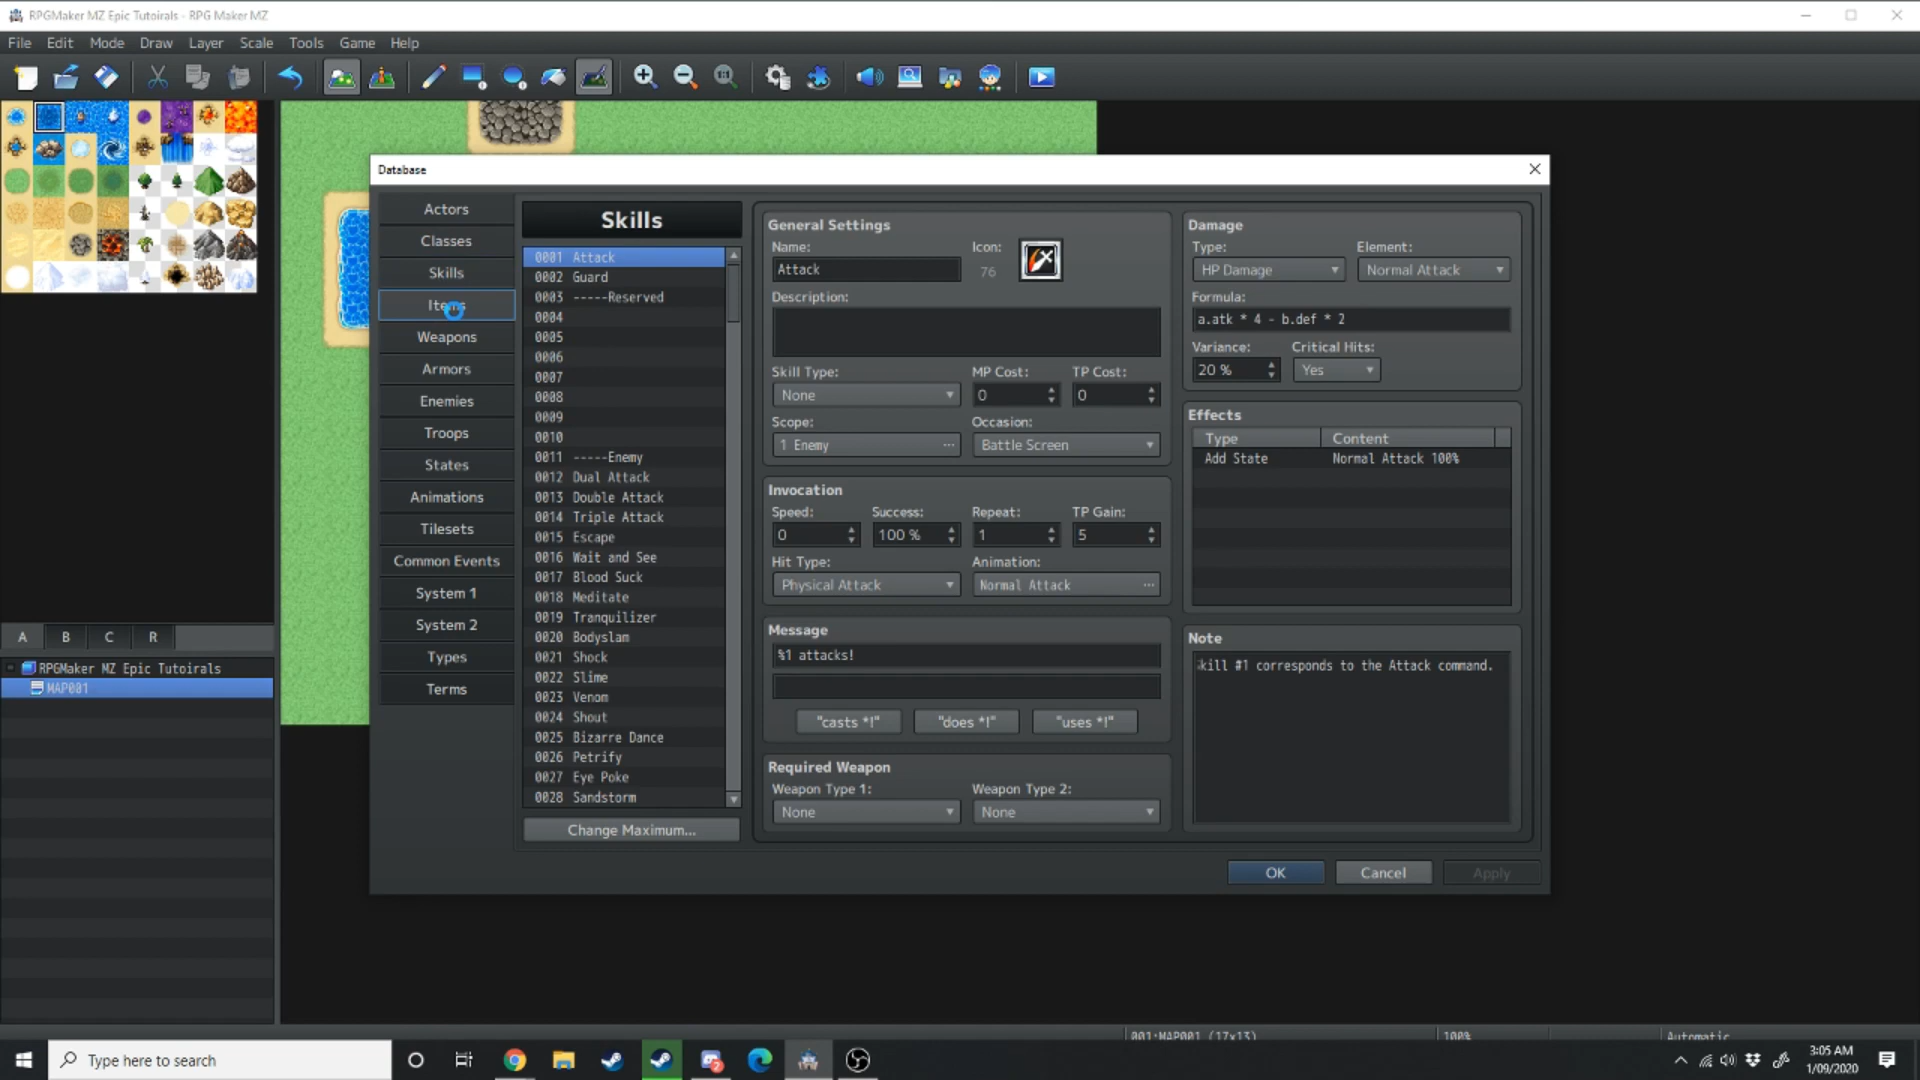 RPGMaker MZ Epic Tutoirals - RPG Maker MZ
File Edit Mode Draw Layer Scale Tools Game Help
Database
Actors
Classes
Skills
Items
Weapons
Armors
Enemies
Troops
States
Animations
Tilesets
Common Events
System 1
System 2
Types
Terms
Skills
0001 Attack
0002 Guard
0003 -----Reserved
0004
0005
0006
0007
0008
0009
0010
0011 -----Enemy
0012 Dual Attack
0013 Double Attack
0014 Triple Attack
0015 Escape
0016 Wait and See
0017 Blood Suck
0018 Meditate
0019 Tranquilizer
0020 Bodyslam
0021 Shock
0022 Slime
0023 Venom
0024 Shout
0025 Bizarre Dance
0026 Petrify
0027 Eye Poke
0028 Sandstorm
Change Maximum...
General Settings
Name: Icon:
Attack 76
Description:
Skill Type: MP Cost: TP Cost:
None 0 0
Scope: Occasion:
1 Enemy ... Battle Screen
Invocation
Speed: Success: Repeat: TP Gain:
0 100 % 1 5
Hit Type: Animation:
Physical Attack Normal Attack ...
Message
%1 attacks!
"casts *!" "does *!" "uses *!"
Required Weapon
Weapon Type 1: Weapon Type 2:
None None
Damage
Type: Element:
HP Damage Normal Attack
Formula:
a.atk * 4 - b.def * 2
Variance: Critical Hits:
20 % Yes
Effects
Type Content
Add State Normal Attack 100%
Note
kill #1 corresponds to the Attack command.
OK Cancel Apply
A B C R
RPGMaker MZ Epic Tutoirals
MAP001
001:MAP001 (17x13) 100% Automatic
Type here to search
3:05 AM
1/09/2020